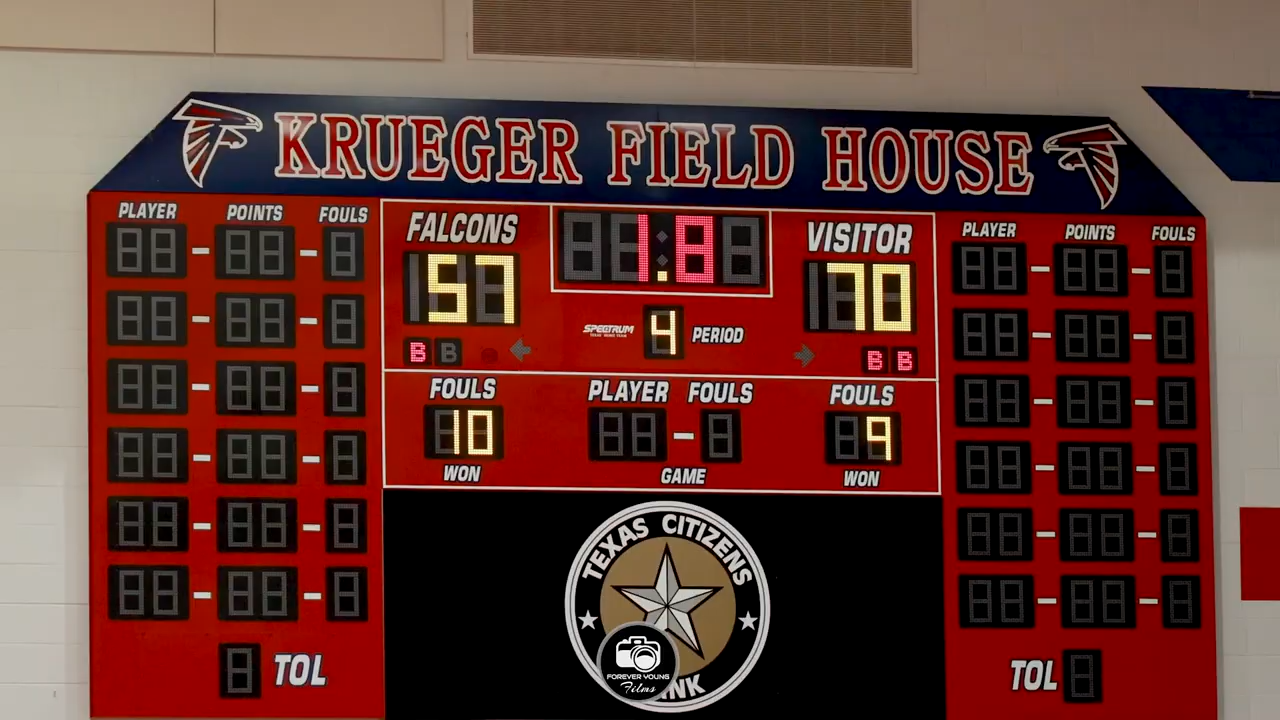 KRUEGER FIELD HOUSE
PLAYER POINTS FOULS
FALCONS
1.8
VISITOR
PLAYER POINTS FOULS
57
70
SPECTRUM
4 PERIOD
B B
B B
FOULS
PLAYER FOULS
FOULS
10
9
WON
GAME
WON
TEXAS CITIZENS
FOREVER YOUNG
Films
TOL
TOL